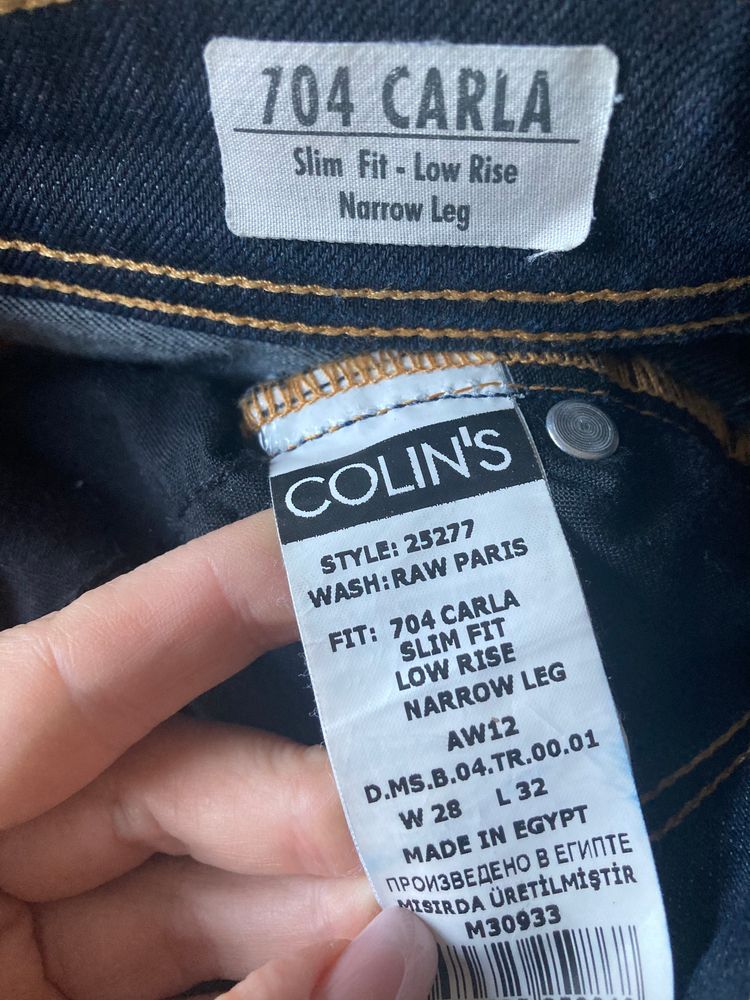 704 CARLA
Slim Fit - Low Rise
Narrow Leg
COLIN'S
STYLE: 25277
WASH: RAW PARIS
FIT: 704 CARLA
SLIM FIT
LOW RISE
NARROW LEG
AW12
D.MS.B.04.TR.00.01
W 28 L 32
MADE IN EGYPT
ПРОИЗВЕДЕНО В ЕГИПТЕ
MISIRDA ÜRETİLMİŞTİR
M30933